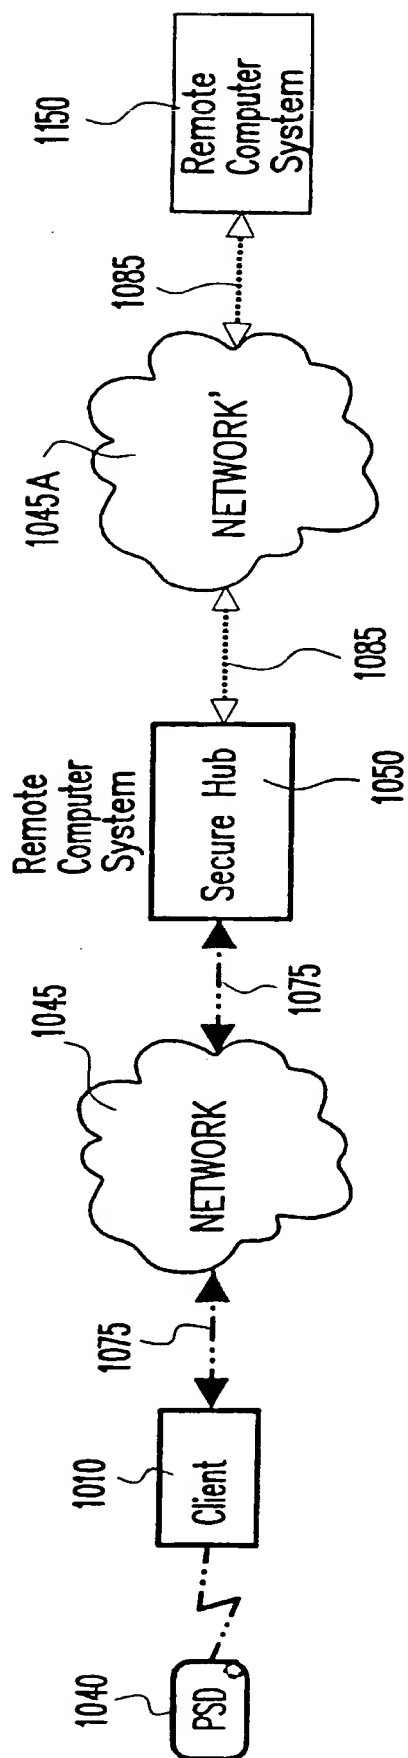 1040
PSD
1010
Client
1075
1045
NETWORK
1075
Remote
Computer
System
Secure Hub
1050
1085
1045A
NETWORK'
1085
1150
Remote
Computer
System